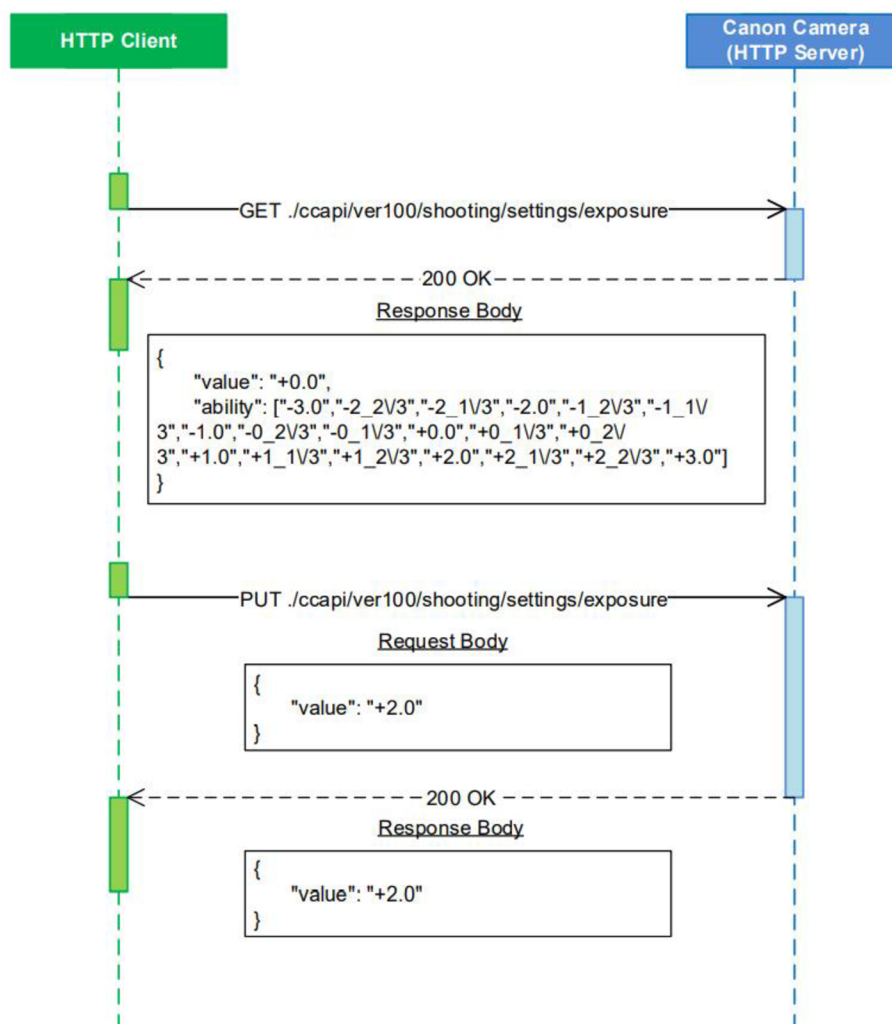 HTTP Client
Canon Camera
(HTTP Server)
GET ./ccapi/ver100/shooting/settings/exposure
200 OK
Response Body
{
"value": "+0.0",
"ability": ["-3.0","-2_2\/3","-2_1\/3","-2.0","-1_2\/3","-1_1\/
3","-1.0","-0_2\/3","-0_1\/3","+0.0","+0_1\/3","+0_2\/
3","+1.0","+1_1\/3","+1_2\/3","+2.0","+2_1\/3","+2_2\/3","+3.0"]
}
PUT ./ccapi/ver100/shooting/settings/exposure
Request Body
{
"value": "+2.0"
}
200 OK
Response Body
{
"value": "+2.0"
}